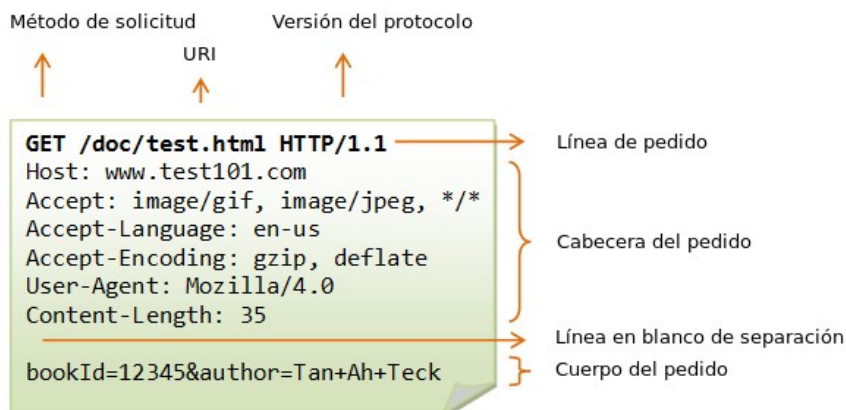 Método de solicitud
Versión del protocolo
URI
GET /doc/test.html HTTP/1.1
Línea de pedido
Host: www.test101.com
Accept: image/gif, image/jpeg, */*
Accept-Language: en-us
Accept-Encoding: gzip, deflate
User-Agent: Mozilla/4.0
Content-Length: 35
Cabecera del pedido
Línea en blanco de separación
bookId=12345&author=Tan+Ah+Teck
Cuerpo del pedido